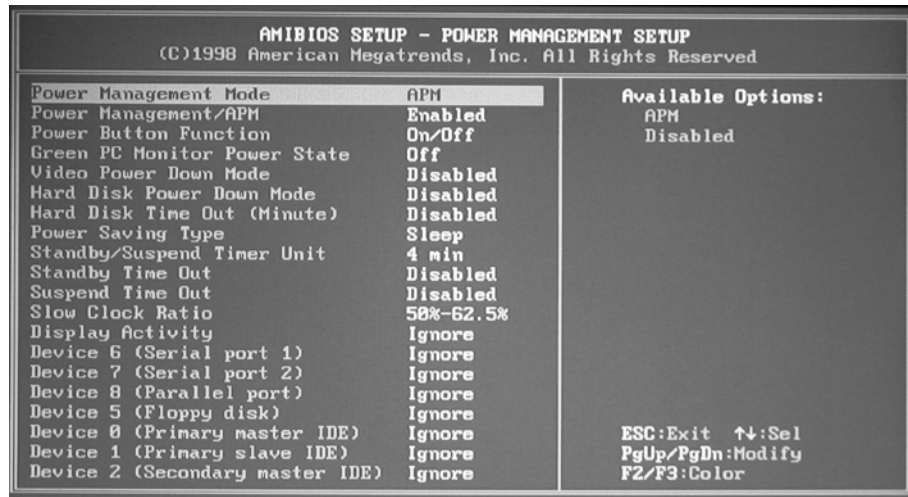 AMIBIOS SETUP - POWER MANAGEMENT SETUP
(C)1998 American Megatrends, Inc. All Rights Reserved
Power Management Mode APM
Power Management/APM Enabled
Power Button Function On/Off
Green PC Monitor Power State Off
Video Power Down Mode Disabled
Hard Disk Power Down Mode Disabled
Hard Disk Time Out (Minute) Disabled
Power Saving Type Sleep
Standby/Suspend Timer Unit 4 min
Standby Time Out Disabled
Suspend Time Out Disabled
Slow Clock Ratio 50%-62.5%
Display Activity Ignore
Device 6 (Serial port 1) Ignore
Device 7 (Serial port 2) Ignore
Device 8 (Parallel port) Ignore
Device 5 (Floppy disk) Ignore
Device 0 (Primary master IDE) Ignore
Device 1 (Primary slave IDE) Ignore
Device 2 (Secondary master IDE) Ignore
Available Options:
APM
Disabled
ESC:Exit ↑↓:Sel
PgUp/PgDn:Modify
F2/F3:Color